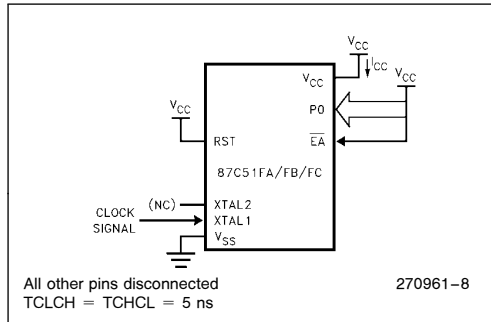 VCC
ICC
VCC
VCC
VCC
P0
RST
EA
87C51FA/FB/FC
(NC)
XTAL2
CLOCK
SIGNAL
XTAL1
VSS
All other pins disconnected
270961–8
TCLCH = TCHCL = 5 ns